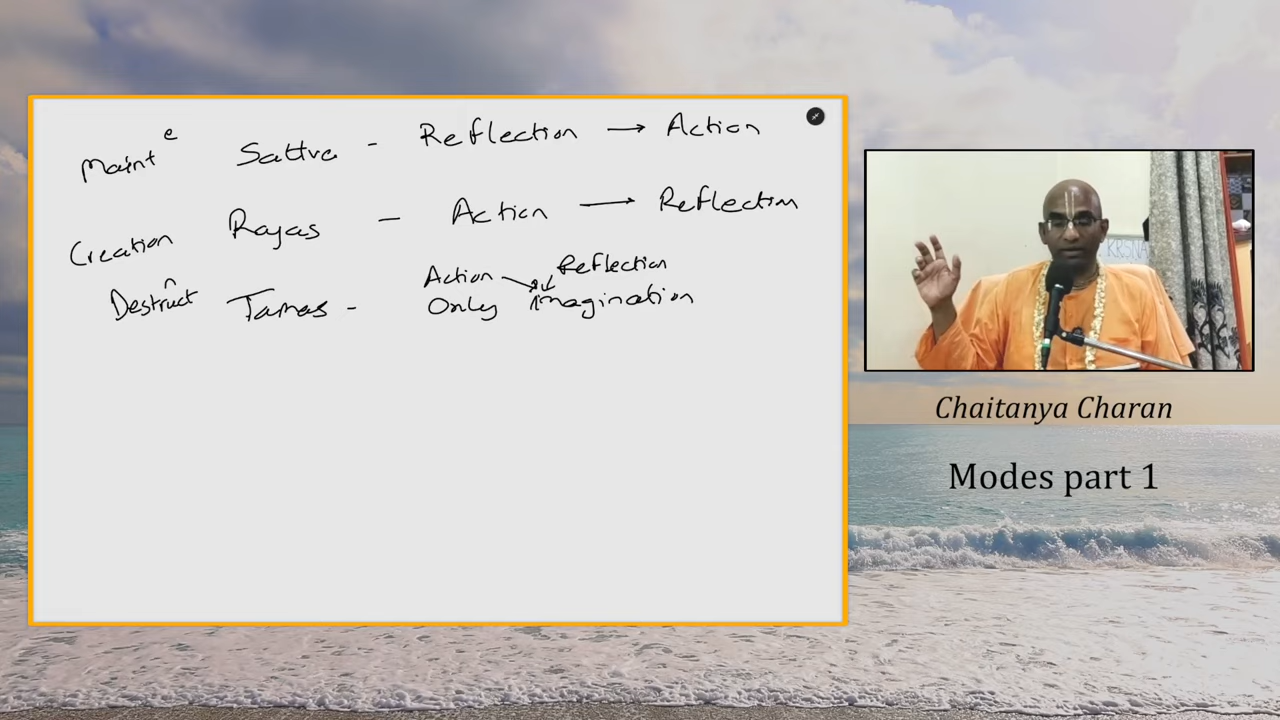 Maint e Sattva - Reflection → Action
Creation Rajas - Action → Reflection
Action Reflection
Destruct n Tamas - Only imagination
KRSNA
Chaitanya Charan
Modes part 1